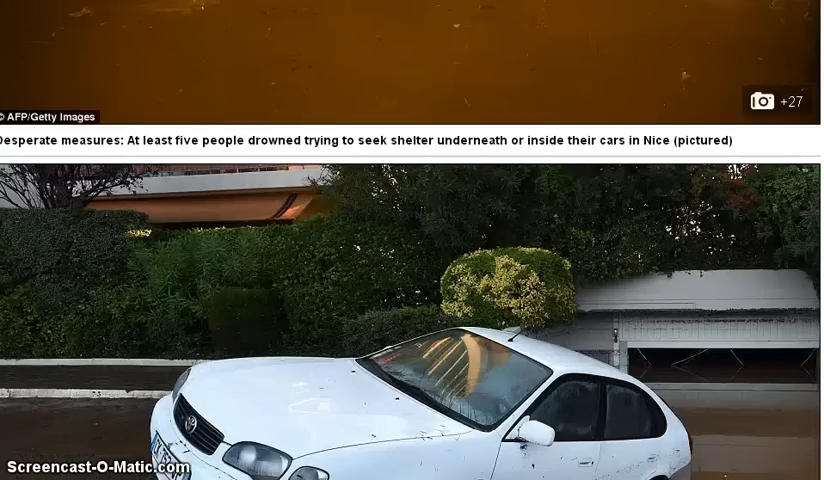 © AFP/Getty Images
+27
Desperate measures: At least five people drowned trying to seek shelter underneath or inside their cars in Nice (pictured)
Screencast-O-Matic.com